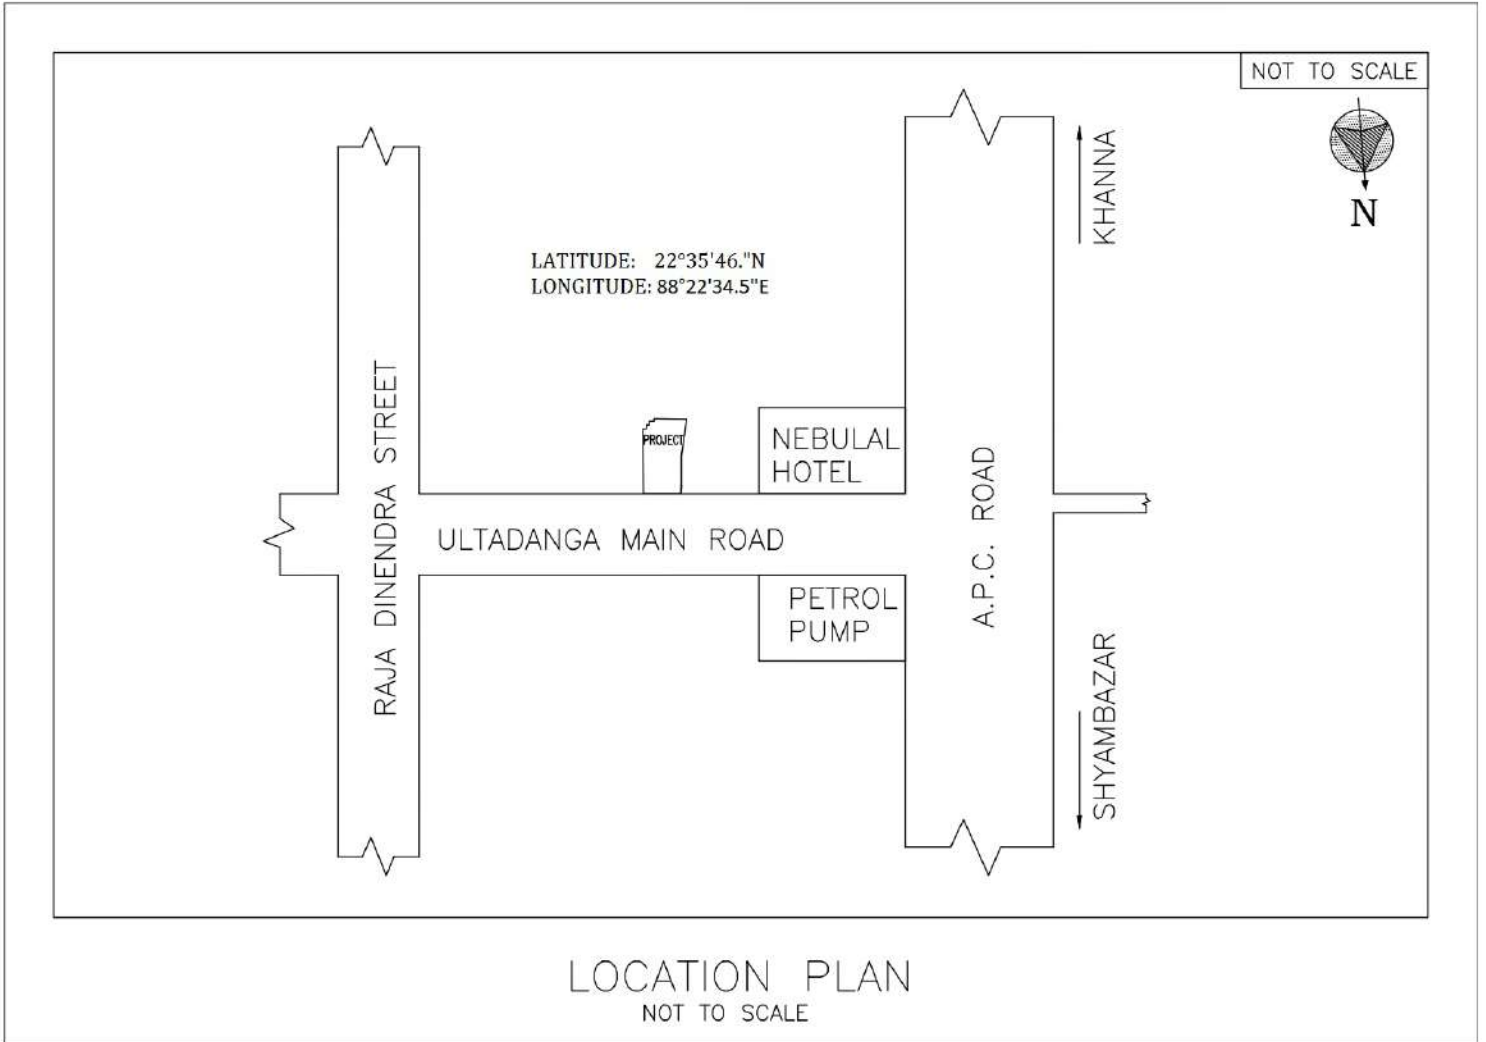 NOT TO SCALE
N
KHANNA
LATITUDE: 22°35'46."N
LONGITUDE: 88°22'34.5"E
RAJA DINENDRA STREET
PROJECT
NEBULAL
HOTEL
A.P.C. ROAD
ULTADANGA MAIN ROAD
PETROL
PUMP
SHYAMBAZAR
LOCATION PLAN
NOT TO SCALE